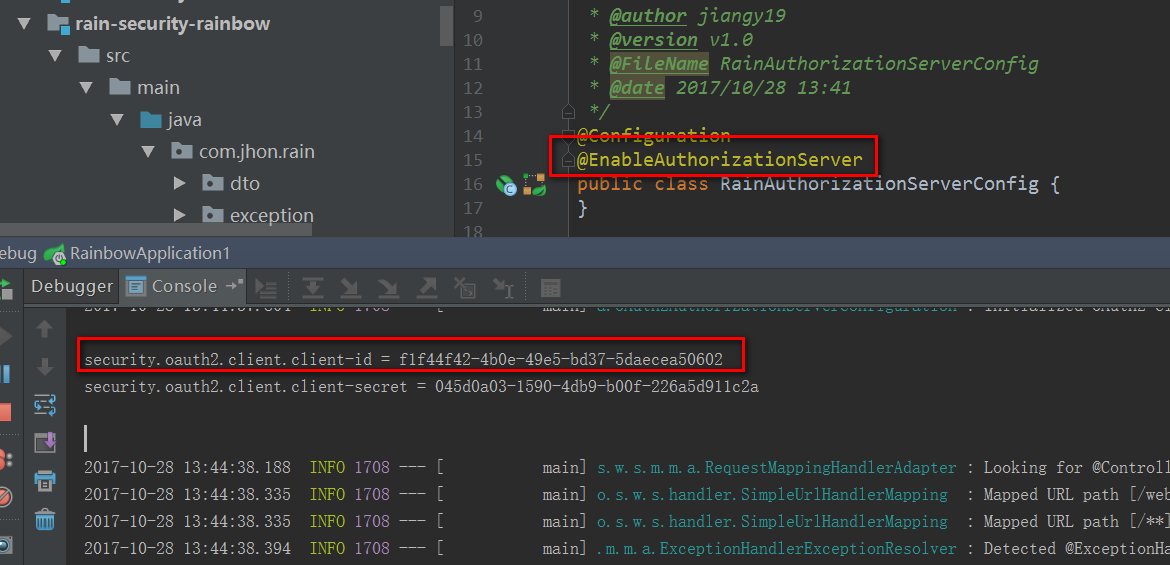 rain-security-rainbow
src
main
java
com.jhon.rain
dto
exception
9 * @author jiangy19
10 * @version v1.0
11 * @FileName RainAuthorizationServerConfig
12 * @date 2017/10/28 13:41
13 */
14 @Configuration
15 @EnableAuthorizationServer
16 public class RainAuthorizationServerConfig {
17 }
18
ebug RainbowApplication1
Debugger Console
security.oauth2.client.client-id = f1f44f42-4b0e-49e5-bd37-5daecea50602
security.oauth2.client.client-secret = 045d0a03-1590-4db9-b00f-226a5d911c2a
2017-10-28 13:44:38.188 INFO 1708 --- [ main] s.w.s.m.m.a.RequestMappingHandlerAdapter : Looking for @Controll
2017-10-28 13:44:38.335 INFO 1708 --- [ main] o.s.w.s.handler.SimpleUrlHandlerMapping : Mapped URL path [/web
2017-10-28 13:44:38.335 INFO 1708 --- [ main] o.s.w.s.handler.SimpleUrlHandlerMapping : Mapped URL path [/**]
2017-10-28 13:44:38.394 INFO 1708 --- [ main] .m.m.a.ExceptionHandlerExceptionResolver : Detected @ExceptionHa